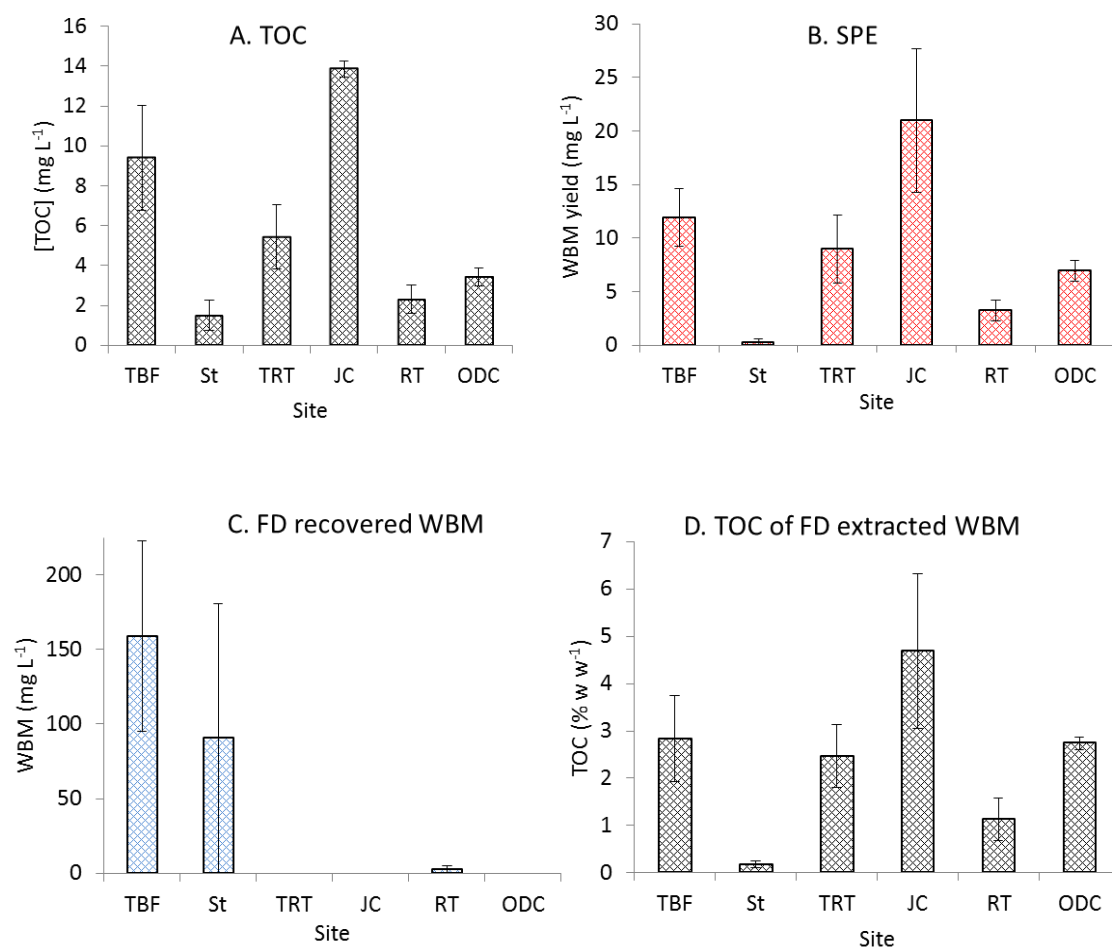 A. TOC
[TOC] (mg L-1)
16
14
12
10
8
6
4
2
0
TBF St TRT JC RT ODC
Site
B. SPE
WBM yield (mg L-1)
30
25
20
15
10
5
0
TBF St TRT JC RT ODC
Site
C. FD recovered WBM
WBM (mg L-1)
200
150
100
50
0
TBF St TRT JC RT ODC
Site
D. TOC of FD extracted WBM
TOC (% w w-1)
7
6
5
4
3
2
1
0
TBF St TRT JC RT ODC
Site